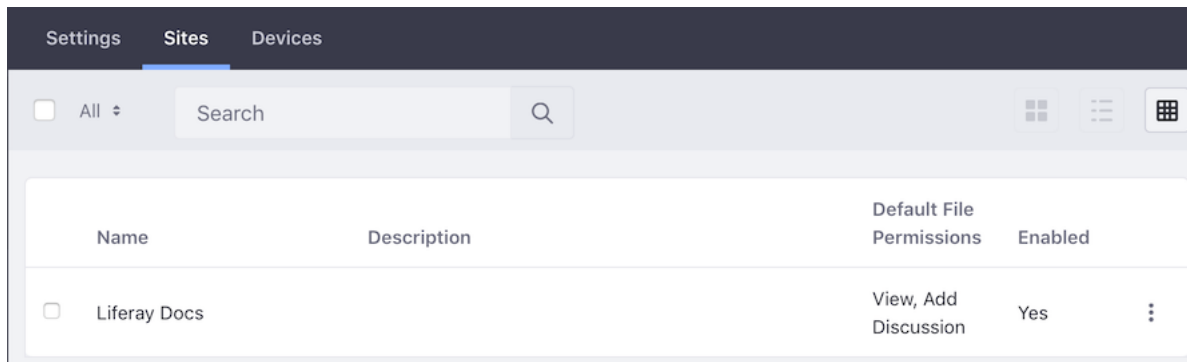 Settings Sites Devices
All Search
Default File
Name Description Permissions Enabled
View, Add
Liferay Docs Discussion Yes